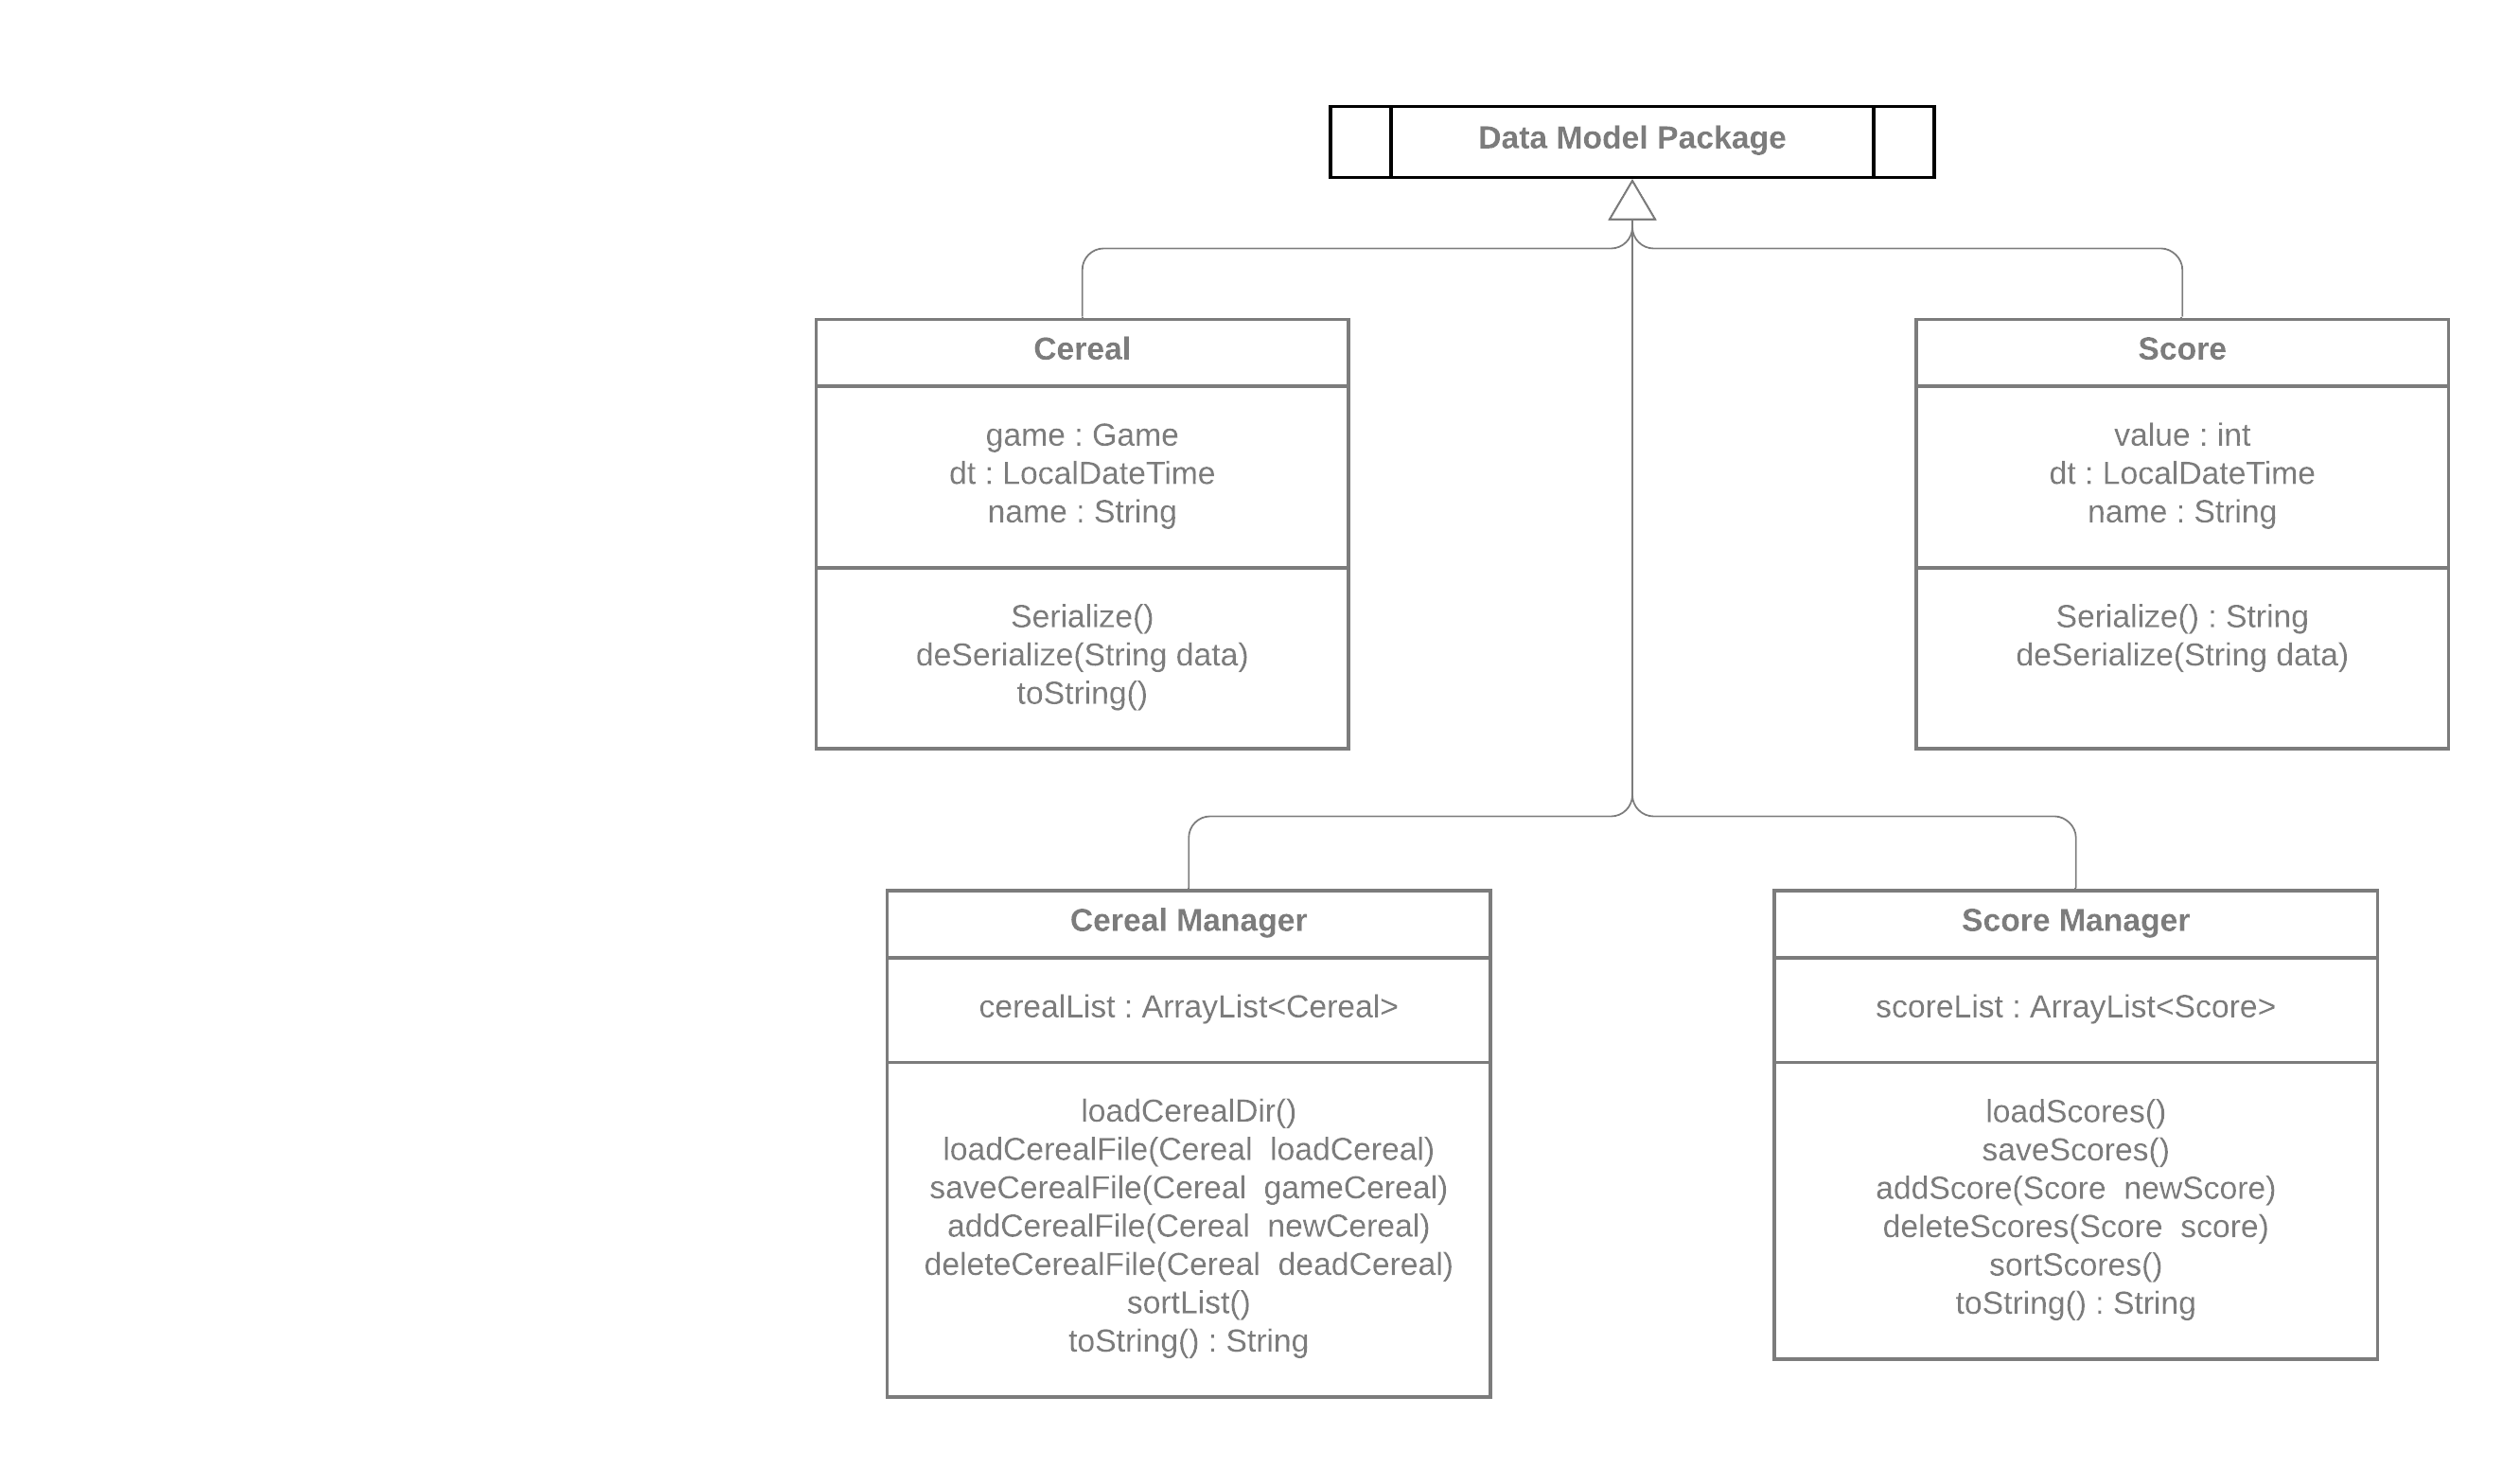 Data Model Package
Cereal
game : Game
dt : LocalDateTime
name : String
Serialize()
deSerialize(String data)
toString()
Score
value : int
dt : LocalDateTime
name : String
Serialize() : String
deSerialize(String data)
Cereal Manager
cerealList : ArrayList<Cereal>
loadCerealDir()
loadCerealFile(Cereal  loadCereal)
saveCerealFile(Cereal  gameCereal)
addCerealFile(Cereal  newCereal)
deleteCerealFile(Cereal  deadCereal)
sortList()
toString() : String
Score Manager
scoreList : ArrayList<Score>
loadScores()
saveScores()
addScore(Score  newScore)
deleteScores(Score  score)
sortScores()
toString() : String